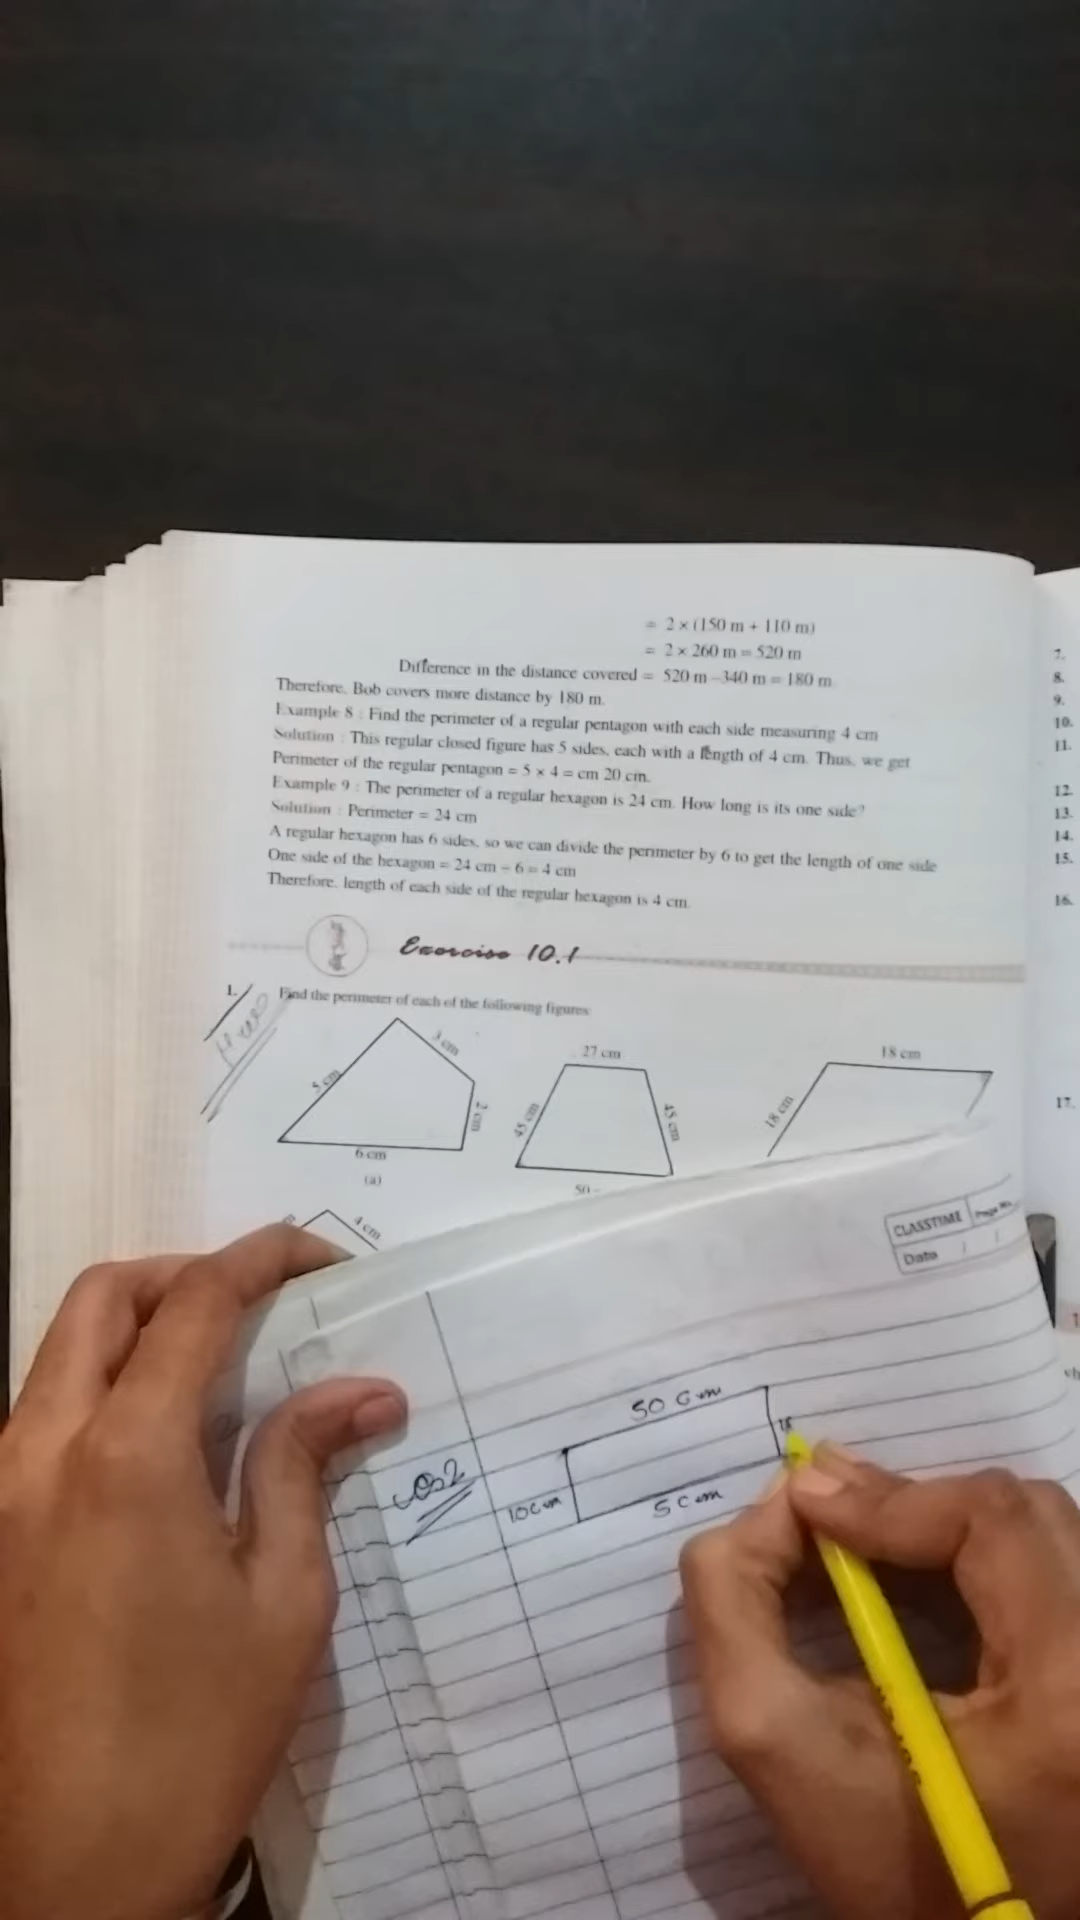 = 2 × (150 m + 110 m)
= 2 × 260 m = 520 m
Difference in the distance covered = 520 m – 340 m = 180 m
Therefore, Bob covers more distance by 180 m.
Example 8 : Find the perimeter of a regular pentagon with each side measuring 4 cm
Solution : This regular closed figure has 5 sides, each with a length of 4 cm. Thus, we get
Perimeter of the regular pentagon = 5 × 4 = cm 20 cm.
Example 9 : The perimeter of a regular hexagon is 24 cm. How long is its one side?
Solution : Perimeter = 24 cm
A regular hexagon has 6 sides, so we can divide the perimeter by 6 to get the length of one side
One side of the hexagon = 24 cm ÷ 6 = 4 cm
Therefore, length of each side of the regular hexagon is 4 cm.
Exercise 10.1
1. Find the perimeter of each of the following figures:
5 cm
3 cm
2 cm
6 cm
(a)
27 cm
45 cm
45 cm
50
18 cm
18 cm
4 cm
7.
8.
9.
10.
11.
12.
13.
14.
15.
16.
17.
CLASSTIME Page No.
Date / /
50 cm
10cm
5 cm